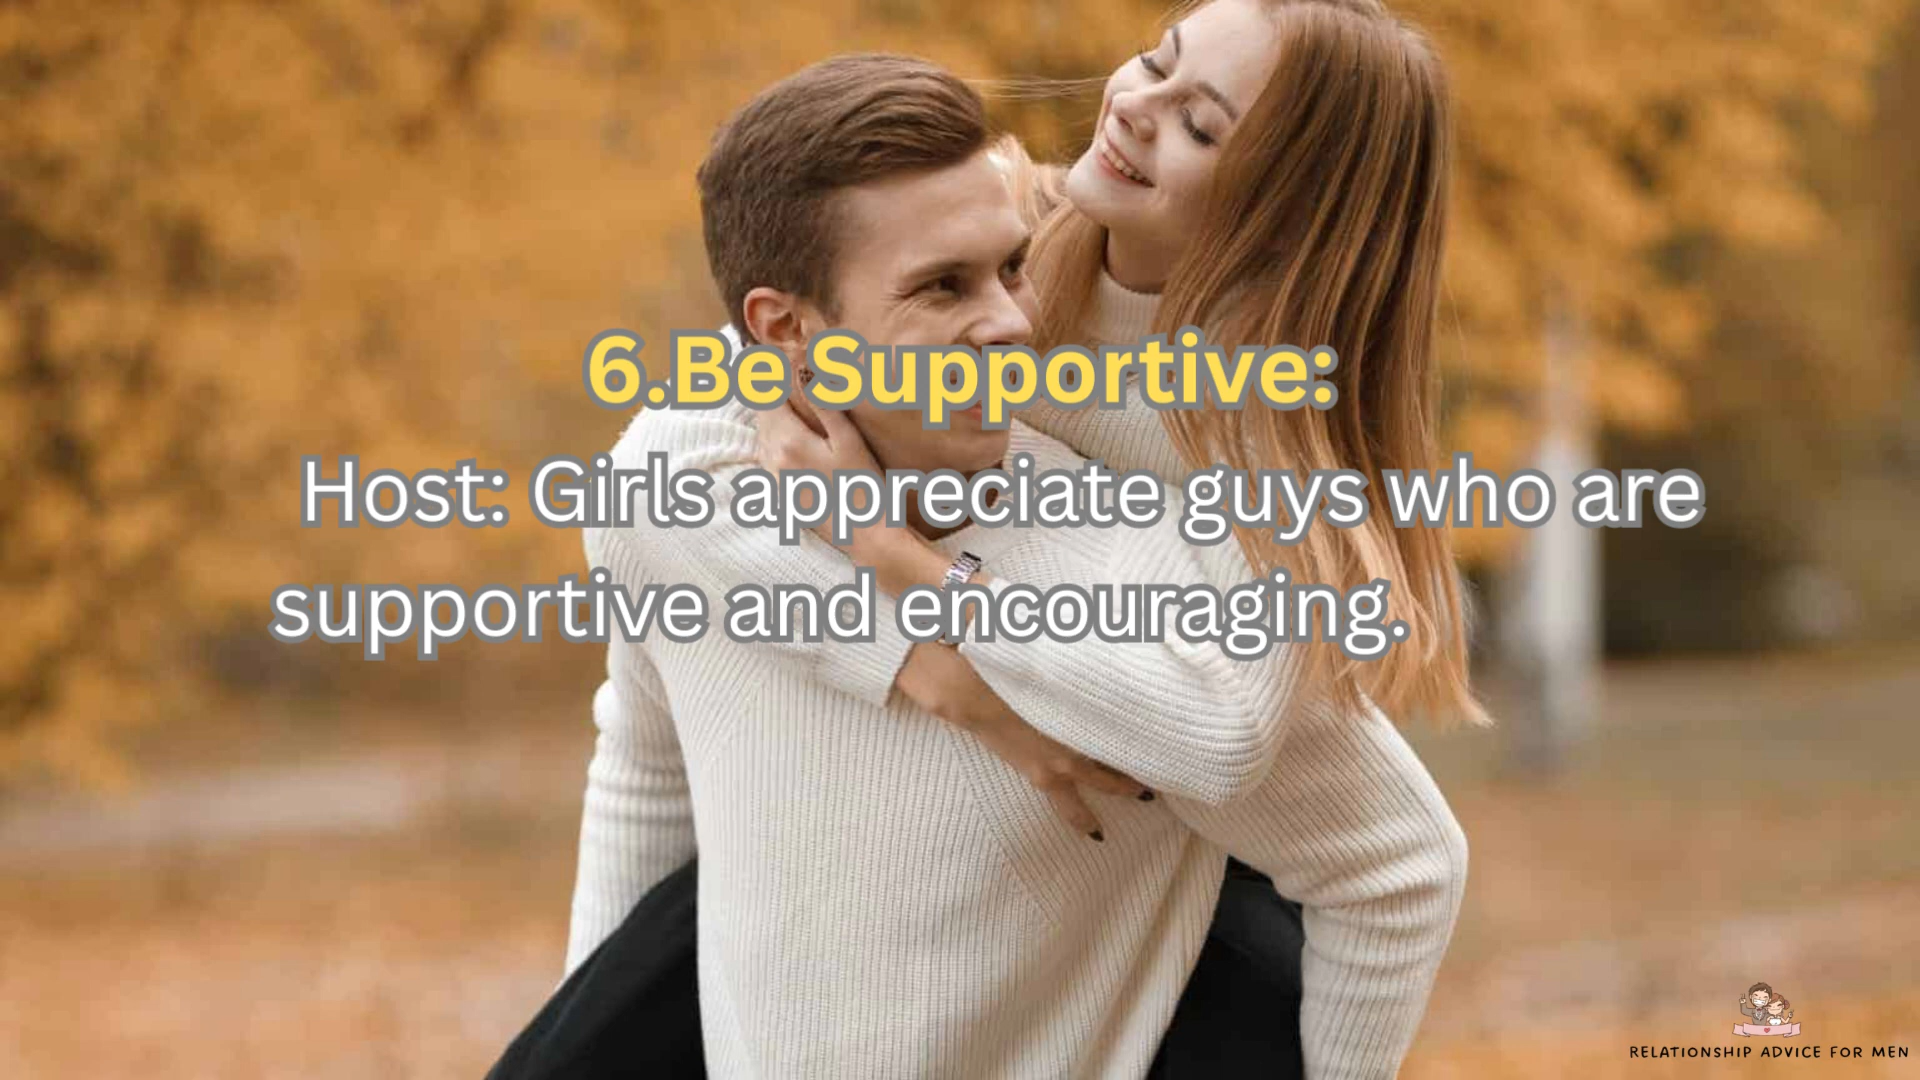 6.Be Supportive:
Host: Girls appreciate guys who are
supportive and encouraging.
RELATIONSHIP ADVICE FOR MEN